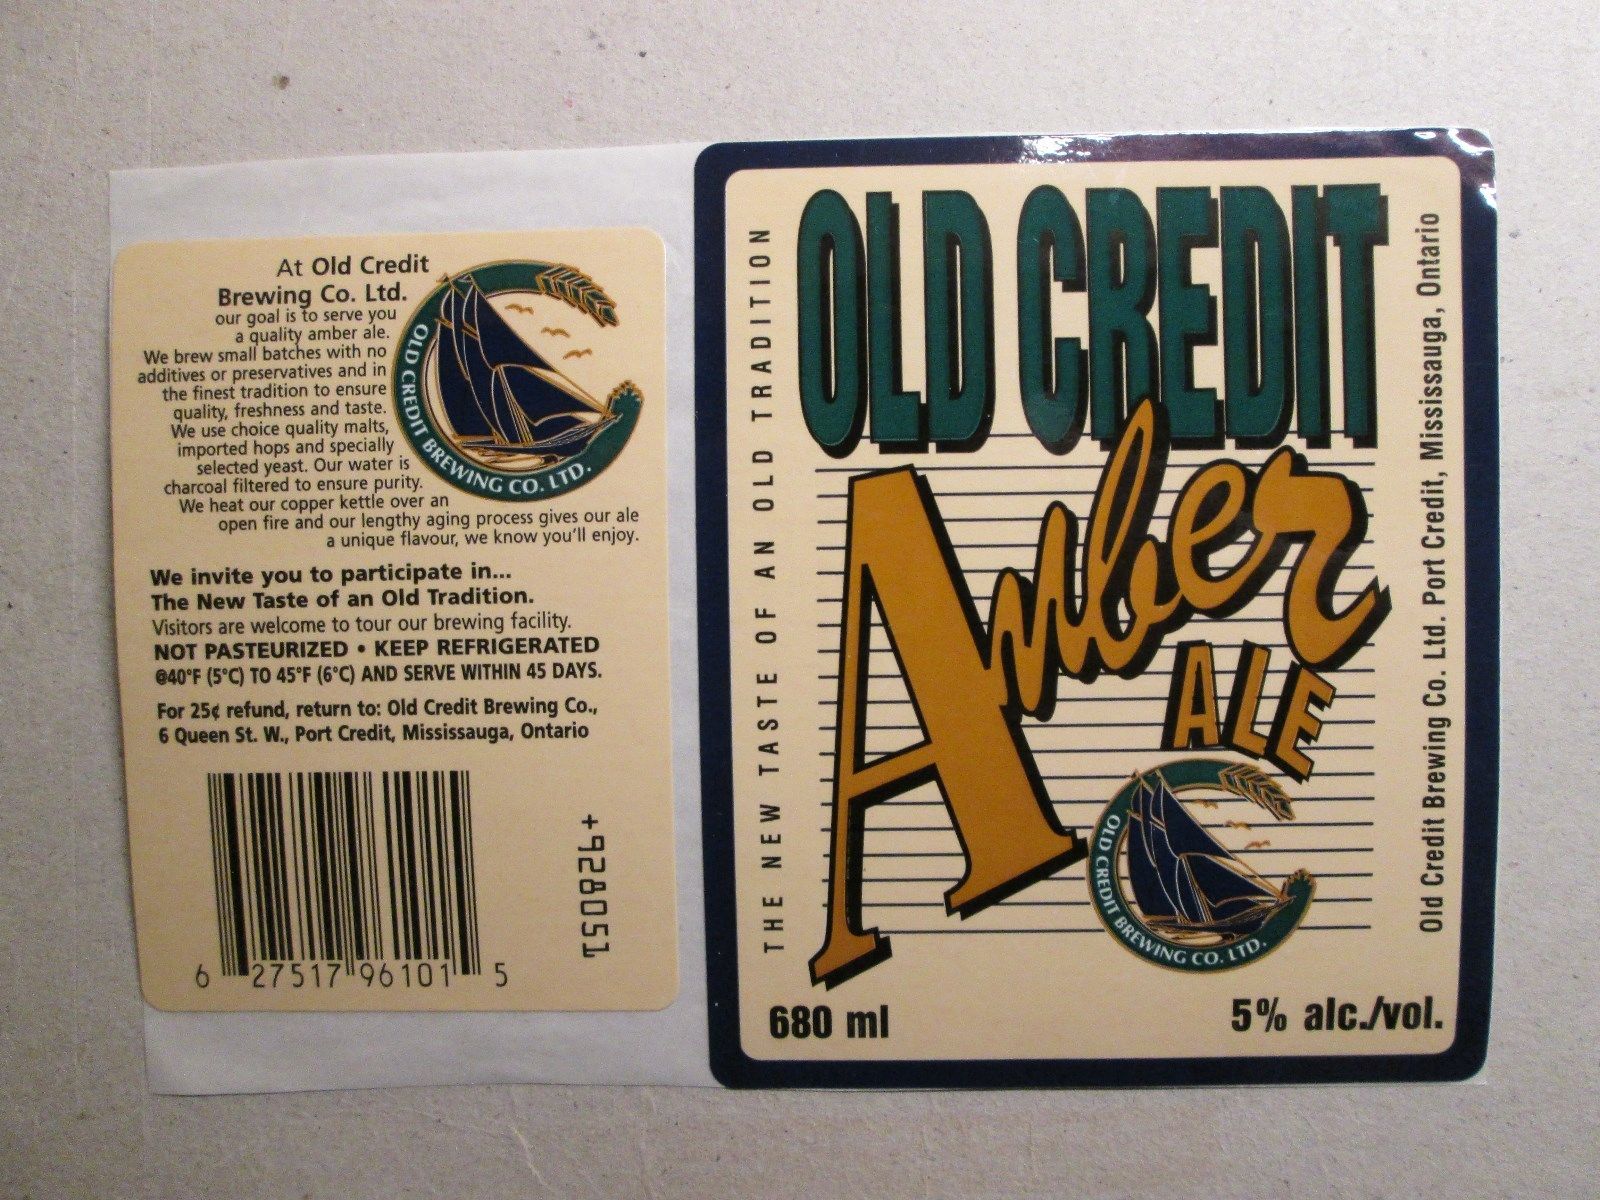 At Old Credit
Brewing Co. Ltd.
our goal is to serve you
a quality amber ale.
We brew small batches with no
additives or preservatives and in
the finest tradition to ensure
quality, freshness and taste.
We use choice quality malts,
imported hops and specially
selected yeast. Our water is
charcoal filtered to ensure purity.
We heat our copper kettle over an
open fire and our lengthy aging process gives our ale
a unique flavour, we know you'll enjoy.
OLD CREDIT BREWING CO. LTD.
We invite you to participate in...
The New Taste of an Old Tradition.
Visitors are welcome to tour our brewing facility.
NOT PASTEURIZED • KEEP REFRIGERATED
@40°F (5°C) TO 45°F (6°C) AND SERVE WITHIN 45 DAYS.
For 25¢ refund, return to: Old Credit Brewing Co.,
6 Queen St. W., Port Credit, Mississauga, Ontario
6 27517 96101 5
+928051
THE NEW TASTE OF AN OLD TRADITION
OLD CREDIT
Amber
ALE
OLD CREDIT BREWING CO. LTD.
680 ml
5% alc./vol.
Old Credit Brewing Co. Ltd. Port Credit, Mississauga, Ontario